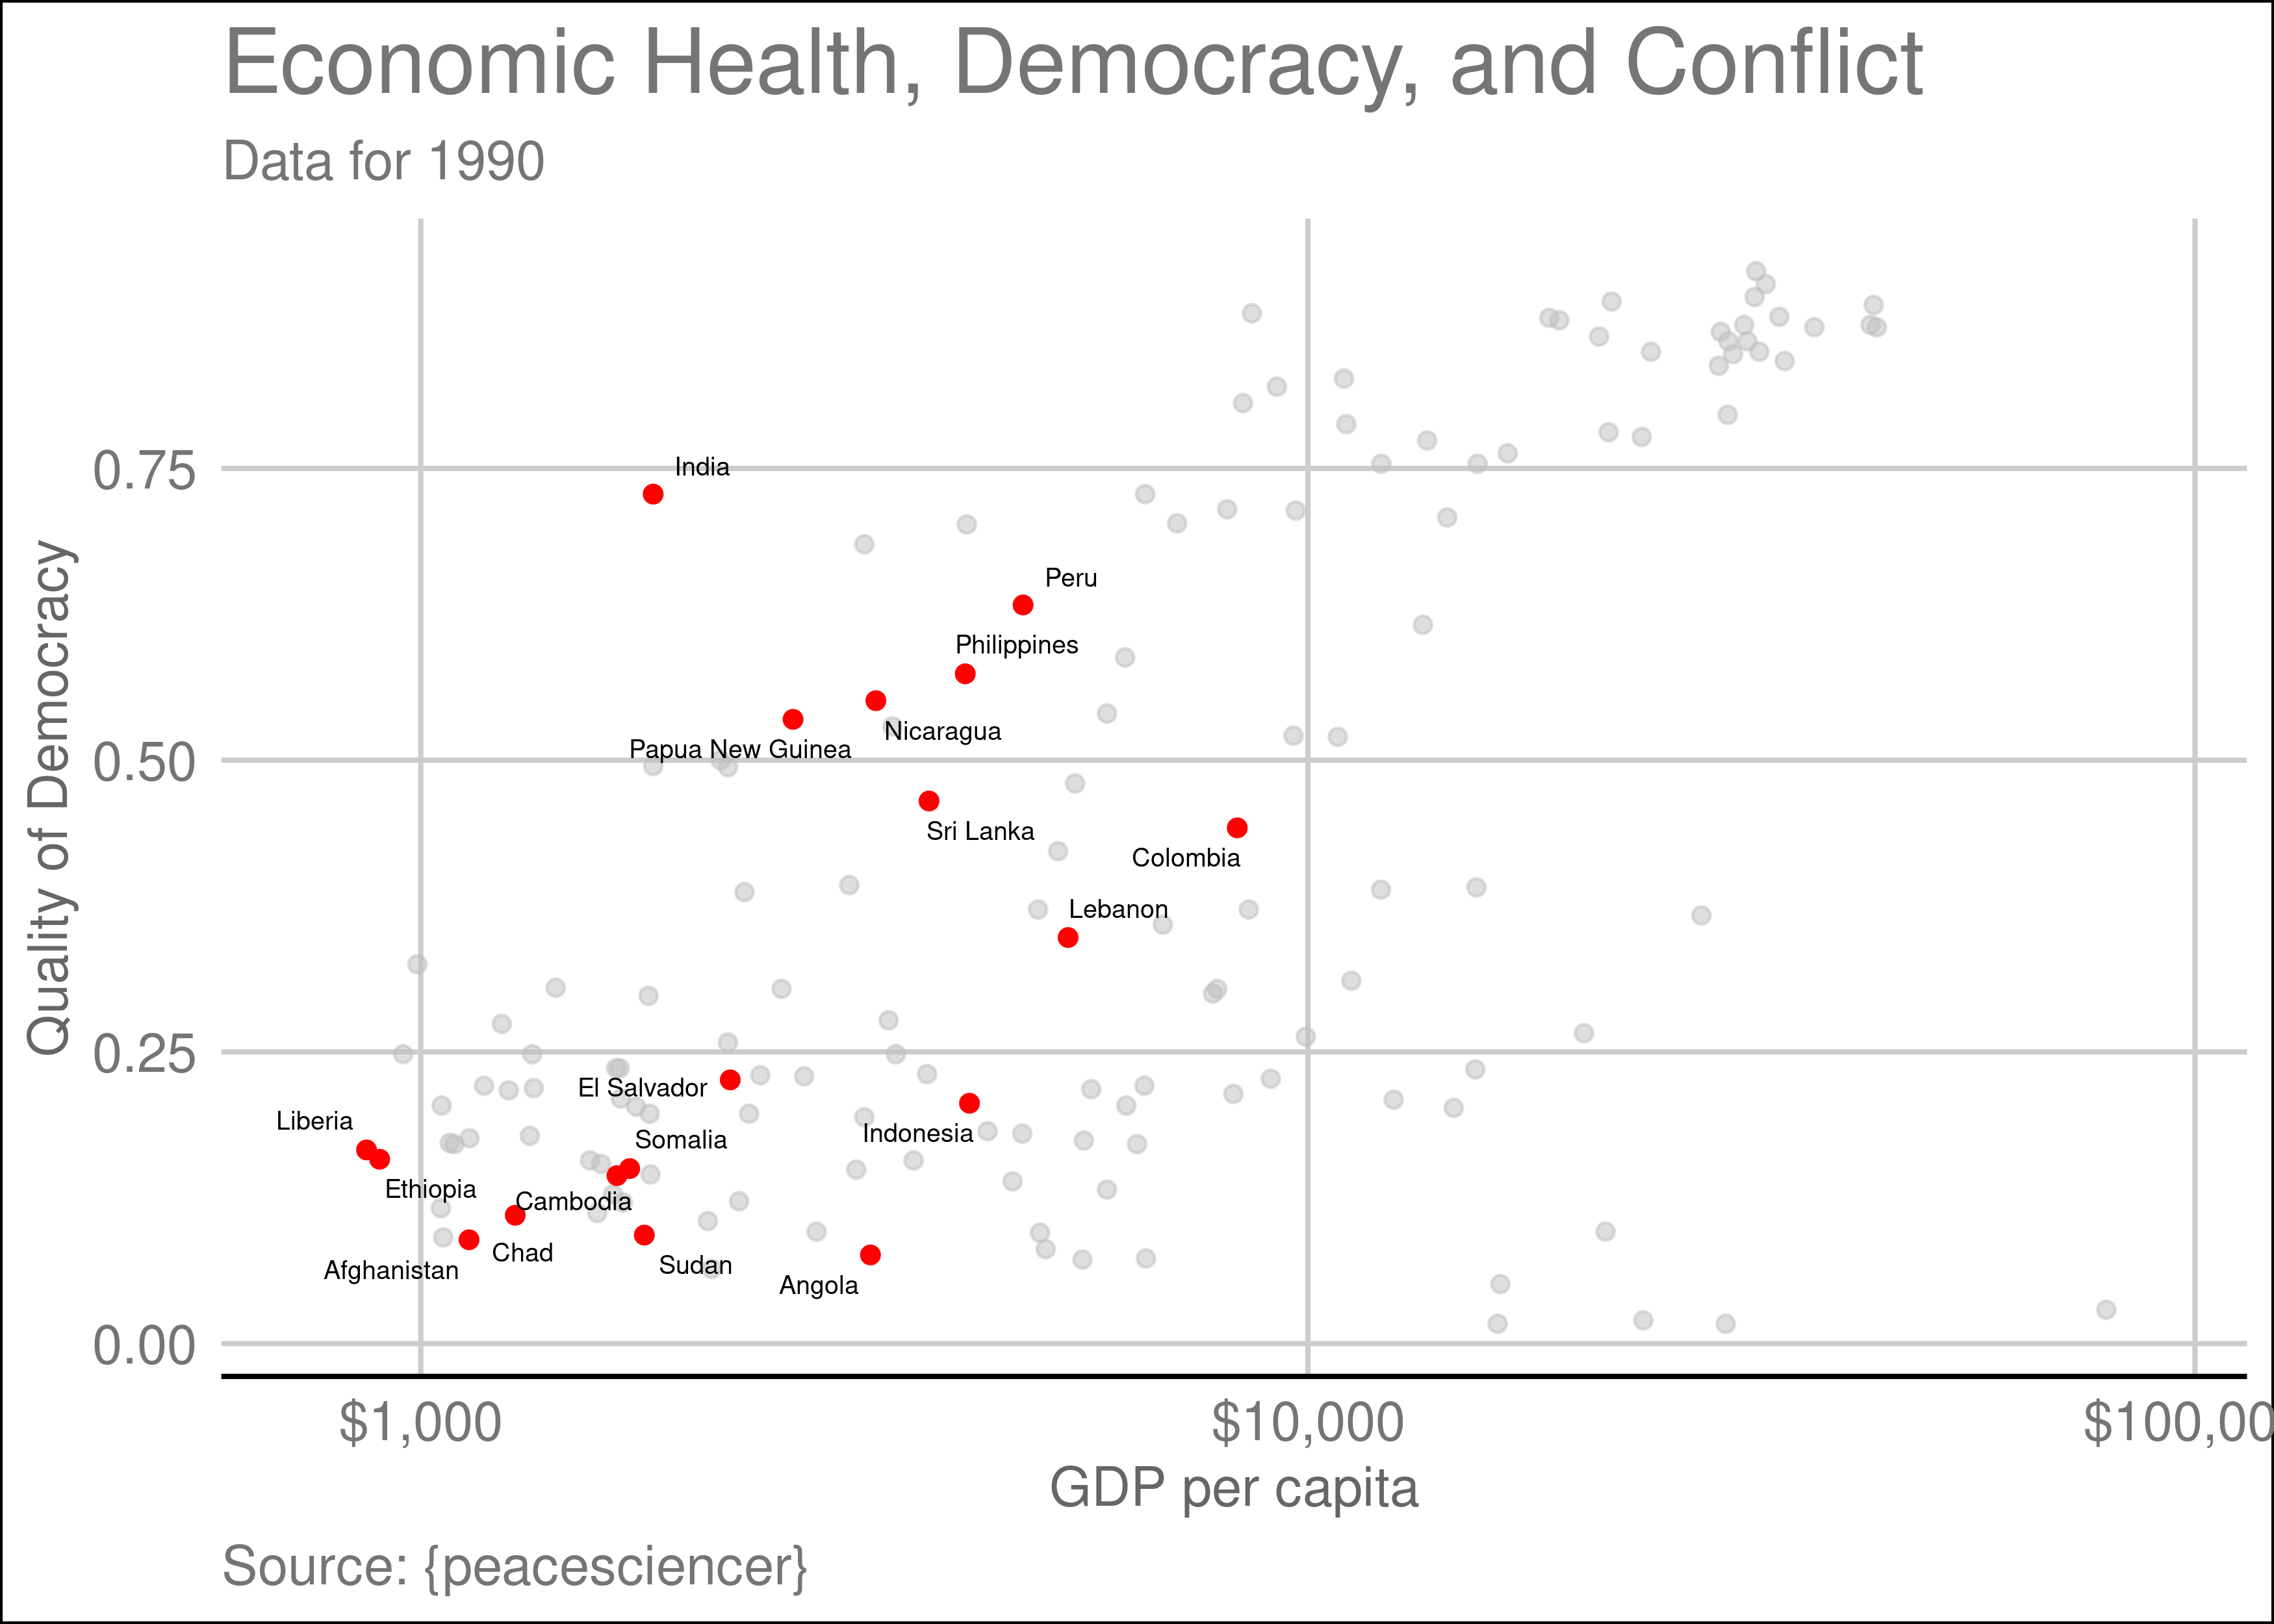 Economic Health, Democracy, and Conflict
Data for 1990
Quality of Democracy
0.75
0.50
0.25
0.00
India
Peru
Philippines
Nicaragua
Papua New Guinea
Sri Lanka
Colombia
Lebanon
El Salvador
Liberia
Somalia
Indonesia
Ethiopia
Cambodia
Chad
Afghanistan
Sudan
Angola
$1,000
$10,000
$100,00
GDP per capita
Source: {peacesciencer}